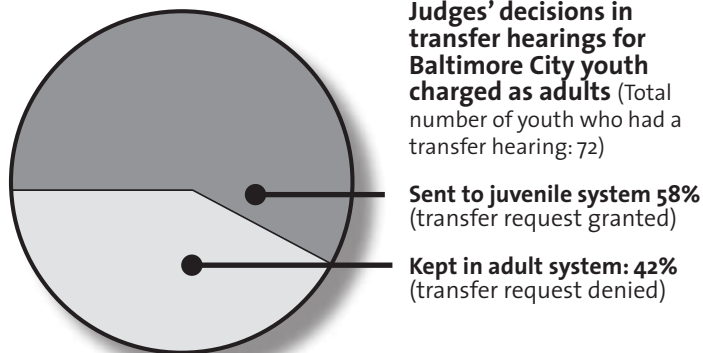 Judges’ decisions in
transfer hearings for
Baltimore City youth
charged as adults (Total
number of youth who had a
transfer hearing: 72)
Sent to juvenile system 58%
(transfer request granted)
Kept in adult system: 42%
(transfer request denied)